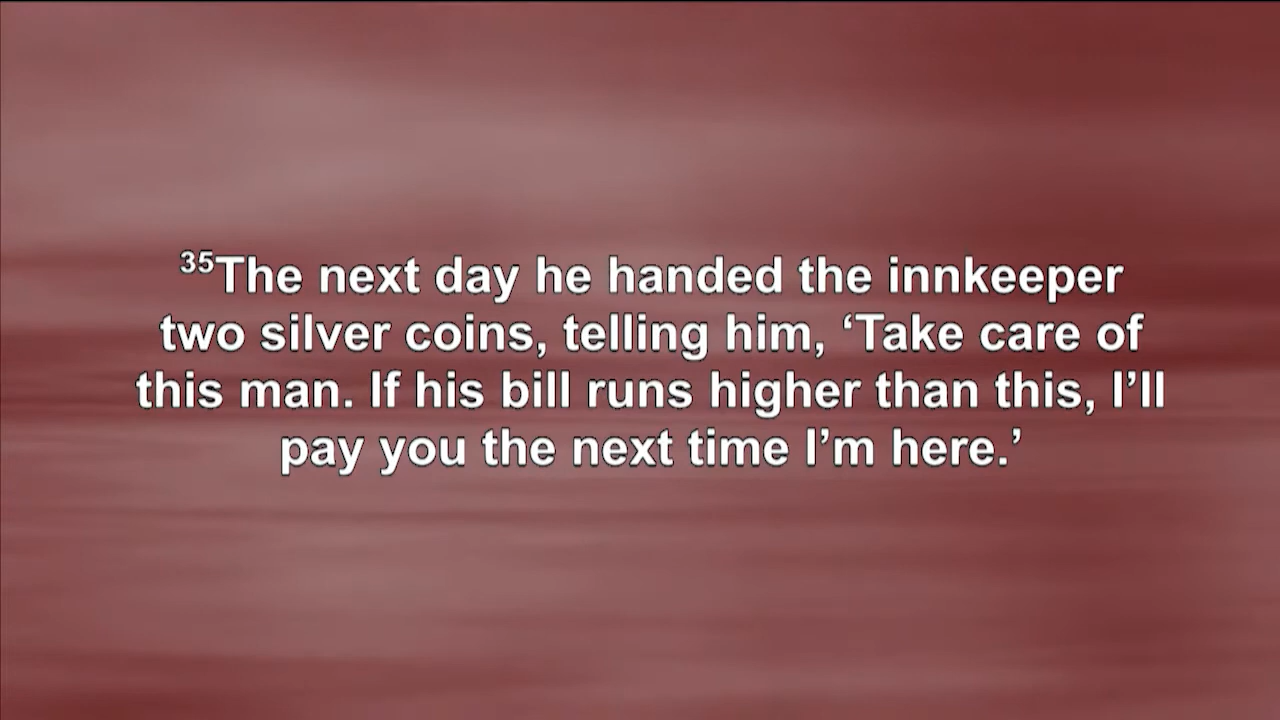 ³⁵The next day he handed the innkeeper
two silver coins, telling him, ‘Take care of
this man. If his bill runs higher than this, I’ll
pay you the next time I’m here.’